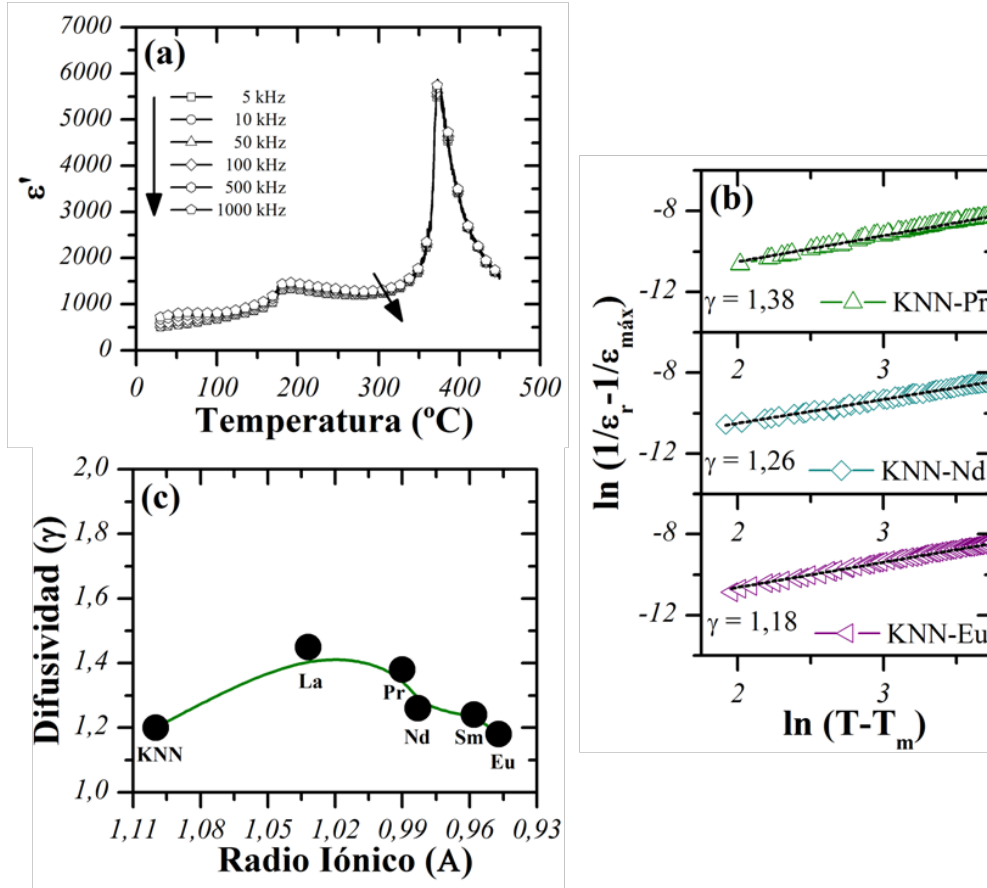 (a)
7000
6000
5000
4000
3000
2000
1000
0
ε'
5 kHz
10 kHz
50 kHz
100 kHz
500 kHz
1000 kHz
0 100 200 300 400 500
Temperatura (ºC)
(b)
ln (1/ε_r-1/ε_máx)
-8
-12
γ = 1,38 KNN-Pr
2 3
-8
-12
γ = 1,26 KNN-Nd
2 3
-8
-12
γ = 1,18 KNN-Eu
2 3
ln (T-T_m)
(c)
2,0
1,8
1,6
1,4
1,2
1,0
Difusividad (γ)
KNN
La
Pr
Nd
Sm
Eu
1,11 1,08 1,05 1,02 0,99 0,96 0,93
Radio Iónico (A)